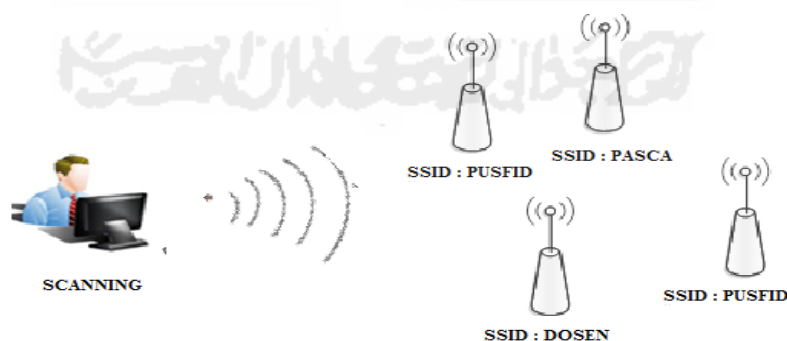 SSID : PASCA
SSID : PUSFID
SCANNING
SSID : PUSFID
SSID : DOSEN